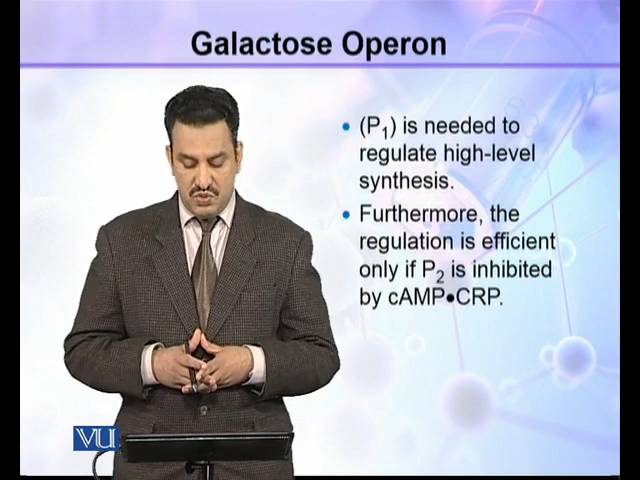 Galactose Operon
• (P₁) is needed to
regulate high-level
synthesis.
• Furthermore, the
regulation is efficient
only if P₂ is inhibited
by cAMP•CRP.
VU